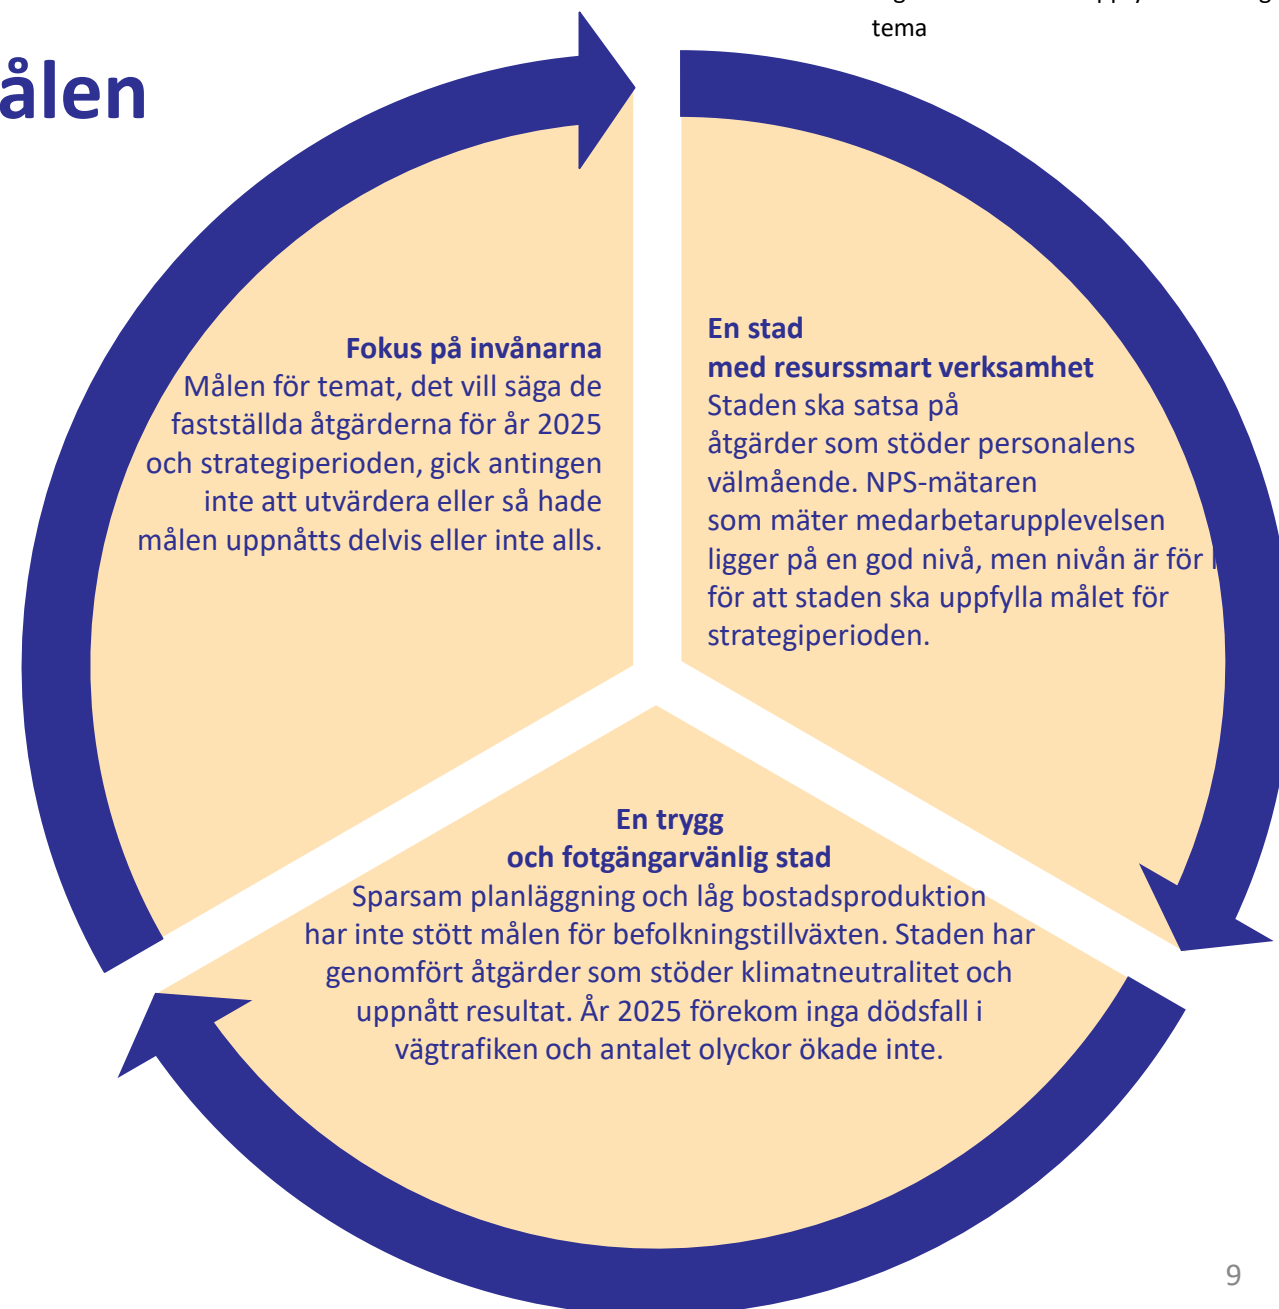 tema
ålen
Fokus på invånarna
Målen för temat, det vill säga de
fastställda åtgärderna för år 2025
och strategiperioden, gick antingen
inte att utvärdera eller så hade
målen uppnåtts delvis eller inte alls.
En stad
med resurssmart verksamhet
Staden ska satsa på
åtgärder som stöder personalens
välmående. NPS-mätaren
som mäter medarbetarupplevelsen
ligger på en god nivå, men nivån är för
för att staden ska uppfylla målet för
strategiperioden.
En trygg
och fotgängarvänlig stad
Sparsam planläggning och låg bostadsproduktion
har inte stött målen för befolkningstillväxten. Staden har
genomfört åtgärder som stöder klimatneutralitet och
uppnått resultat. År 2025 förekom inga dödsfall i
vägtrafiken och antalet olyckor ökade inte.
9